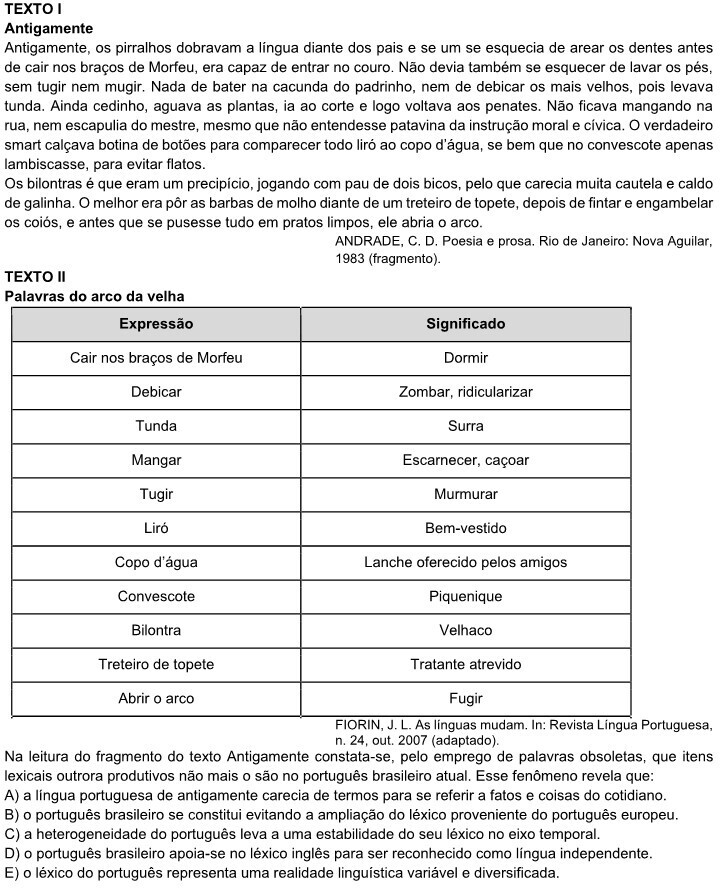 TEXTO I
Antigamente
Antigamente, os pirralhos dobravam a língua diante dos pais e se um se esquecia de arear os dentes antes
de cair nos braços de Morfeu, era capaz de entrar no couro. Não devia também se esquecer de lavar os pés,
sem tugir nem mugir. Nada de bater na cacunda do padrinho, nem de debicar os mais velhos, pois levava
tunda. Ainda cedinho, aguava as plantas, ia ao corte e logo voltava aos penates. Não ficava mangando na
rua, nem escapulia do mestre, mesmo que não entendesse patavina da instrução moral e cívica. O verdadeiro
smart calçava botina de botões para comparecer todo liró ao copo d'água, se bem que no convescote apenas
lambiscasse, para evitar flatos.
Os bilontras é que eram um precipício, jogando com pau de dois bicos, pelo que carecia muita cautela e caldo
de galinha. O melhor era pôr as barbas de molho diante de um treteiro de topete, depois de fintar e engambelar
os coiós, e antes que se pusesse tudo em pratos limpos, ele abria o arco.
ANDRADE, C. D. Poesia e prosa. Rio de Janeiro: Nova Aguilar,
1983 (fragmento).
TEXTO II
Palavras do arco da velha
Expressão Significado
Cair nos braços de Morfeu Dormir
Debicar Zombar, ridicularizar
Tunda Surra
Mangar Escarnecer, caçoar
Tugir Murmurar
Liró Bem-vestido
Copo d'água Lanche oferecido pelos amigos
Convescote Piquenique
Bilontra Velhaco
Treteiro de topete Tratante atrevido
Abrir o arco Fugir
FIORIN, J. L. As línguas mudam. In: Revista Língua Portuguesa,
n. 24, out. 2007 (adaptado).
Na leitura do fragmento do texto Antigamente constata-se, pelo emprego de palavras obsoletas, que itens
lexicais outrora produtivos não mais o são no português brasileiro atual. Esse fenômeno revela que:
A) a língua portuguesa de antigamente carecia de termos para se referir a fatos e coisas do cotidiano.
B) o português brasileiro se constitui evitando a ampliação do léxico proveniente do português europeu.
C) a heterogeneidade do português leva a uma estabilidade do seu léxico no eixo temporal.
D) o português brasileiro apoia-se no léxico inglês para ser reconhecido como língua independente.
E) o léxico do português representa uma realidade linguística variável e diversificada.